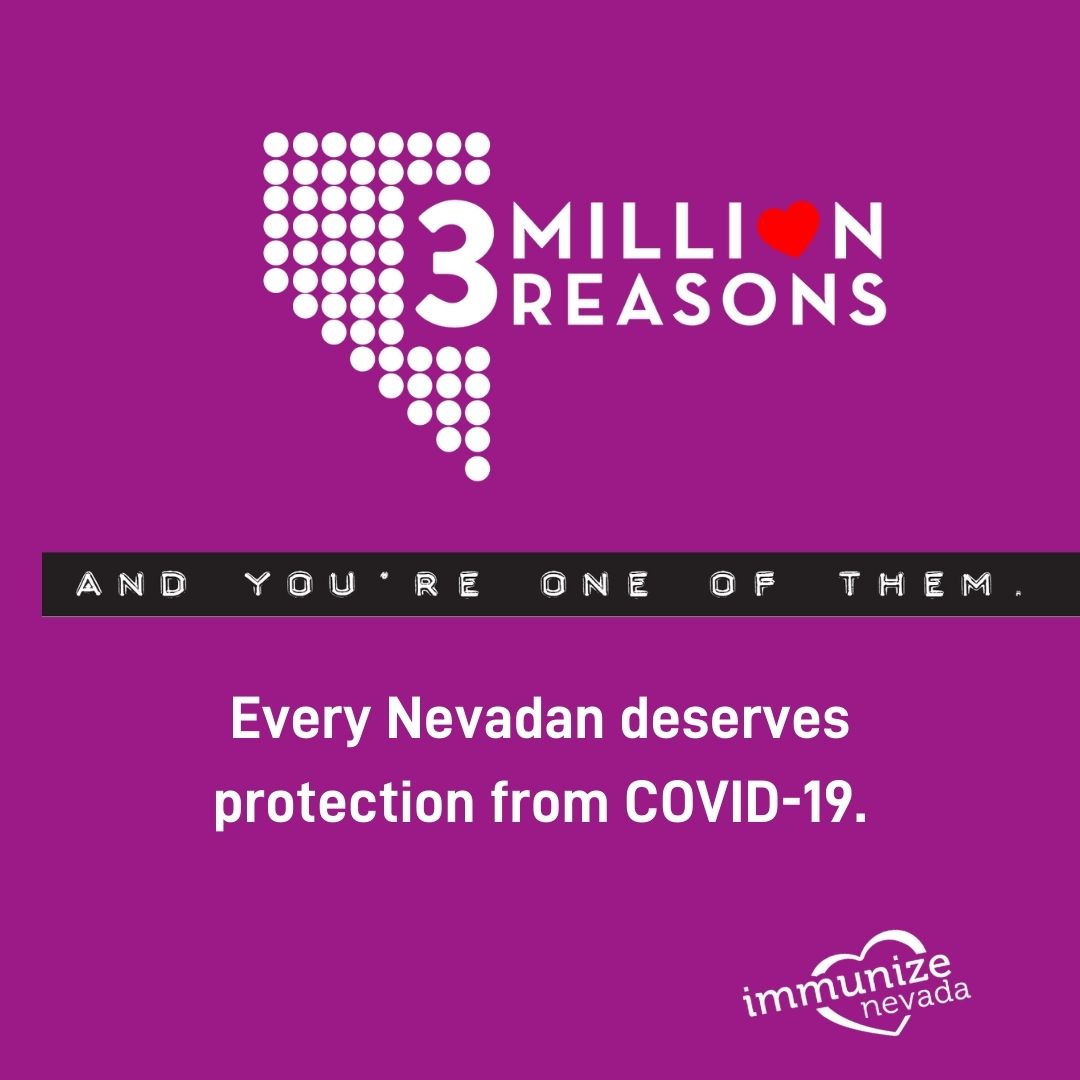 3 MILLION
REASONS
AND YOU'RE ONE OF THEM.
Every Nevadan deserves
protection from COVID-19.
immunize
nevada